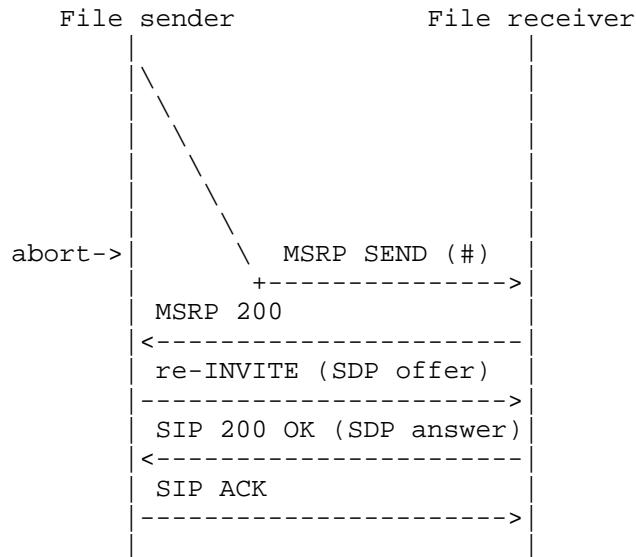 File sender File receiver
abort-> MSRP SEND (#)
MSRP 200
re-INVITE (SDP offer)
SIP 200 OK (SDP answer)
SIP ACK